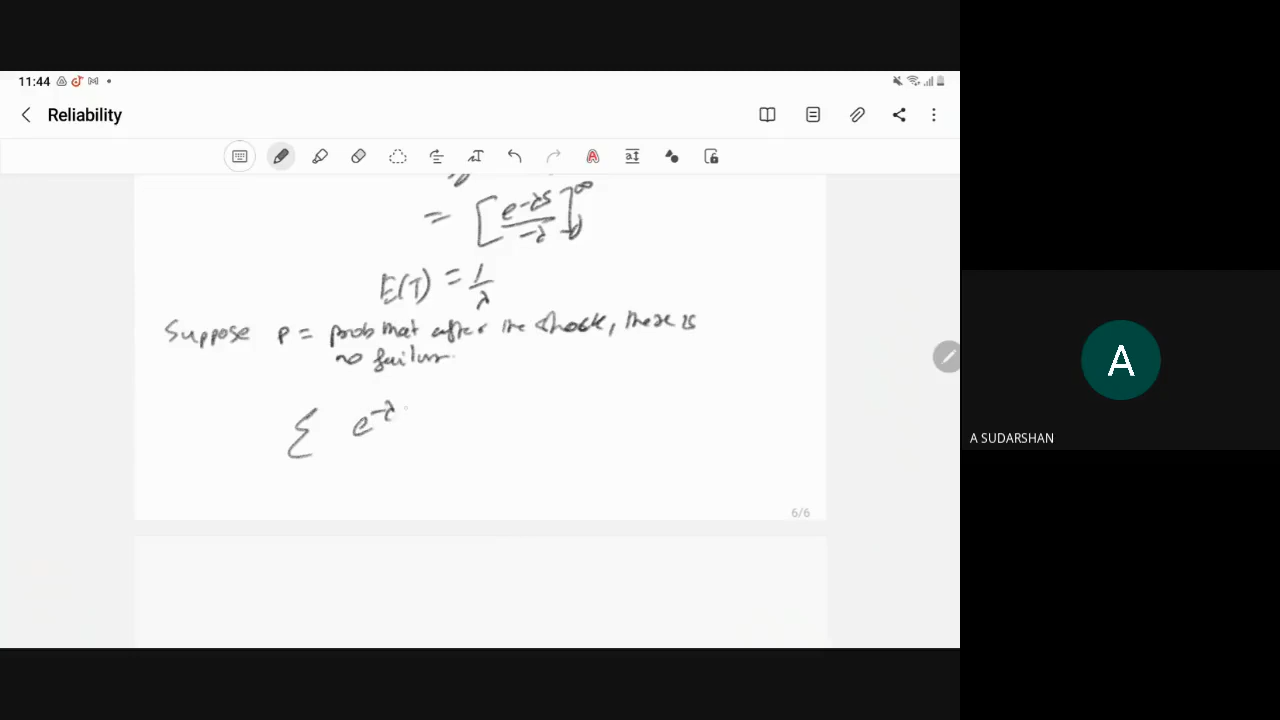 11:44
Reliability
= [e^-λs / -λ]_0^∞
E(T) = 1/λ
Suppose p = prob that after the shock, there is
no failure
Σ e^-λ
6/6
A
A SUDARSHAN